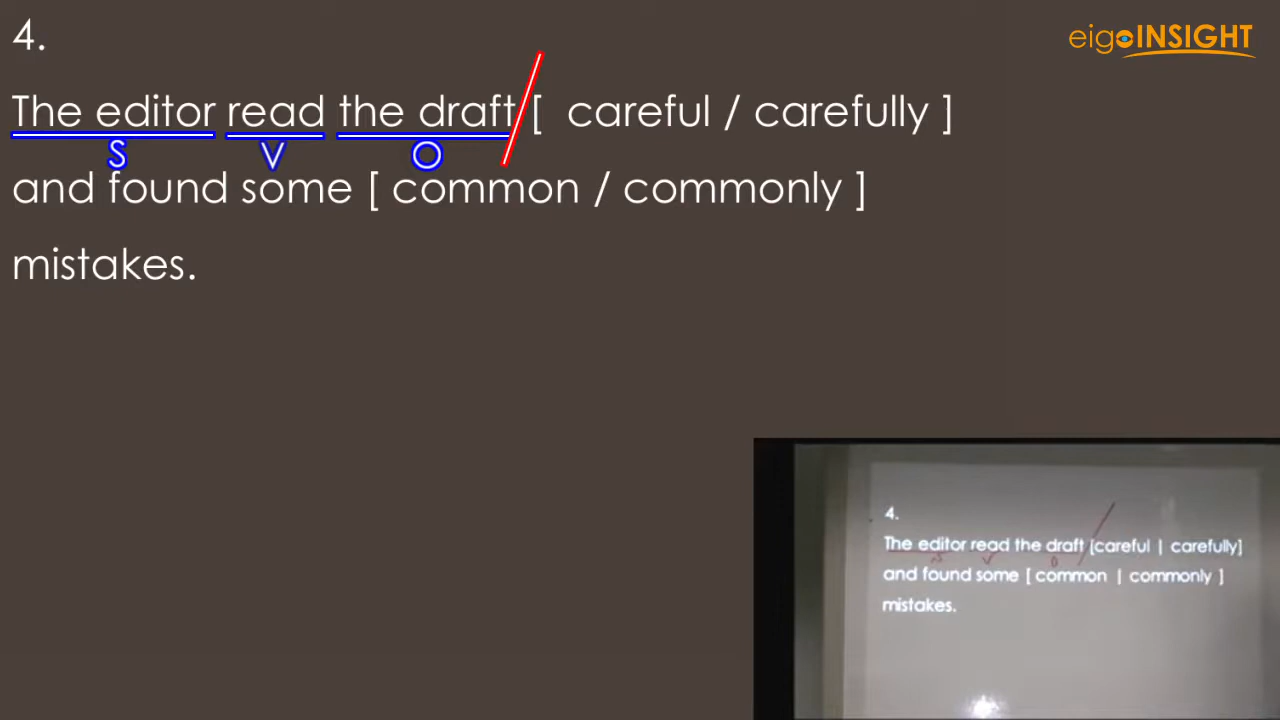 4.
eigoINSIGHT
The editor read the draft [ careful / carefully ]
S V O
and found some [ common / commonly ]
mistakes.
4.
The editor read the draft [careful | carefully]
S V O
and found some [ common | commonly ]
mistakes.